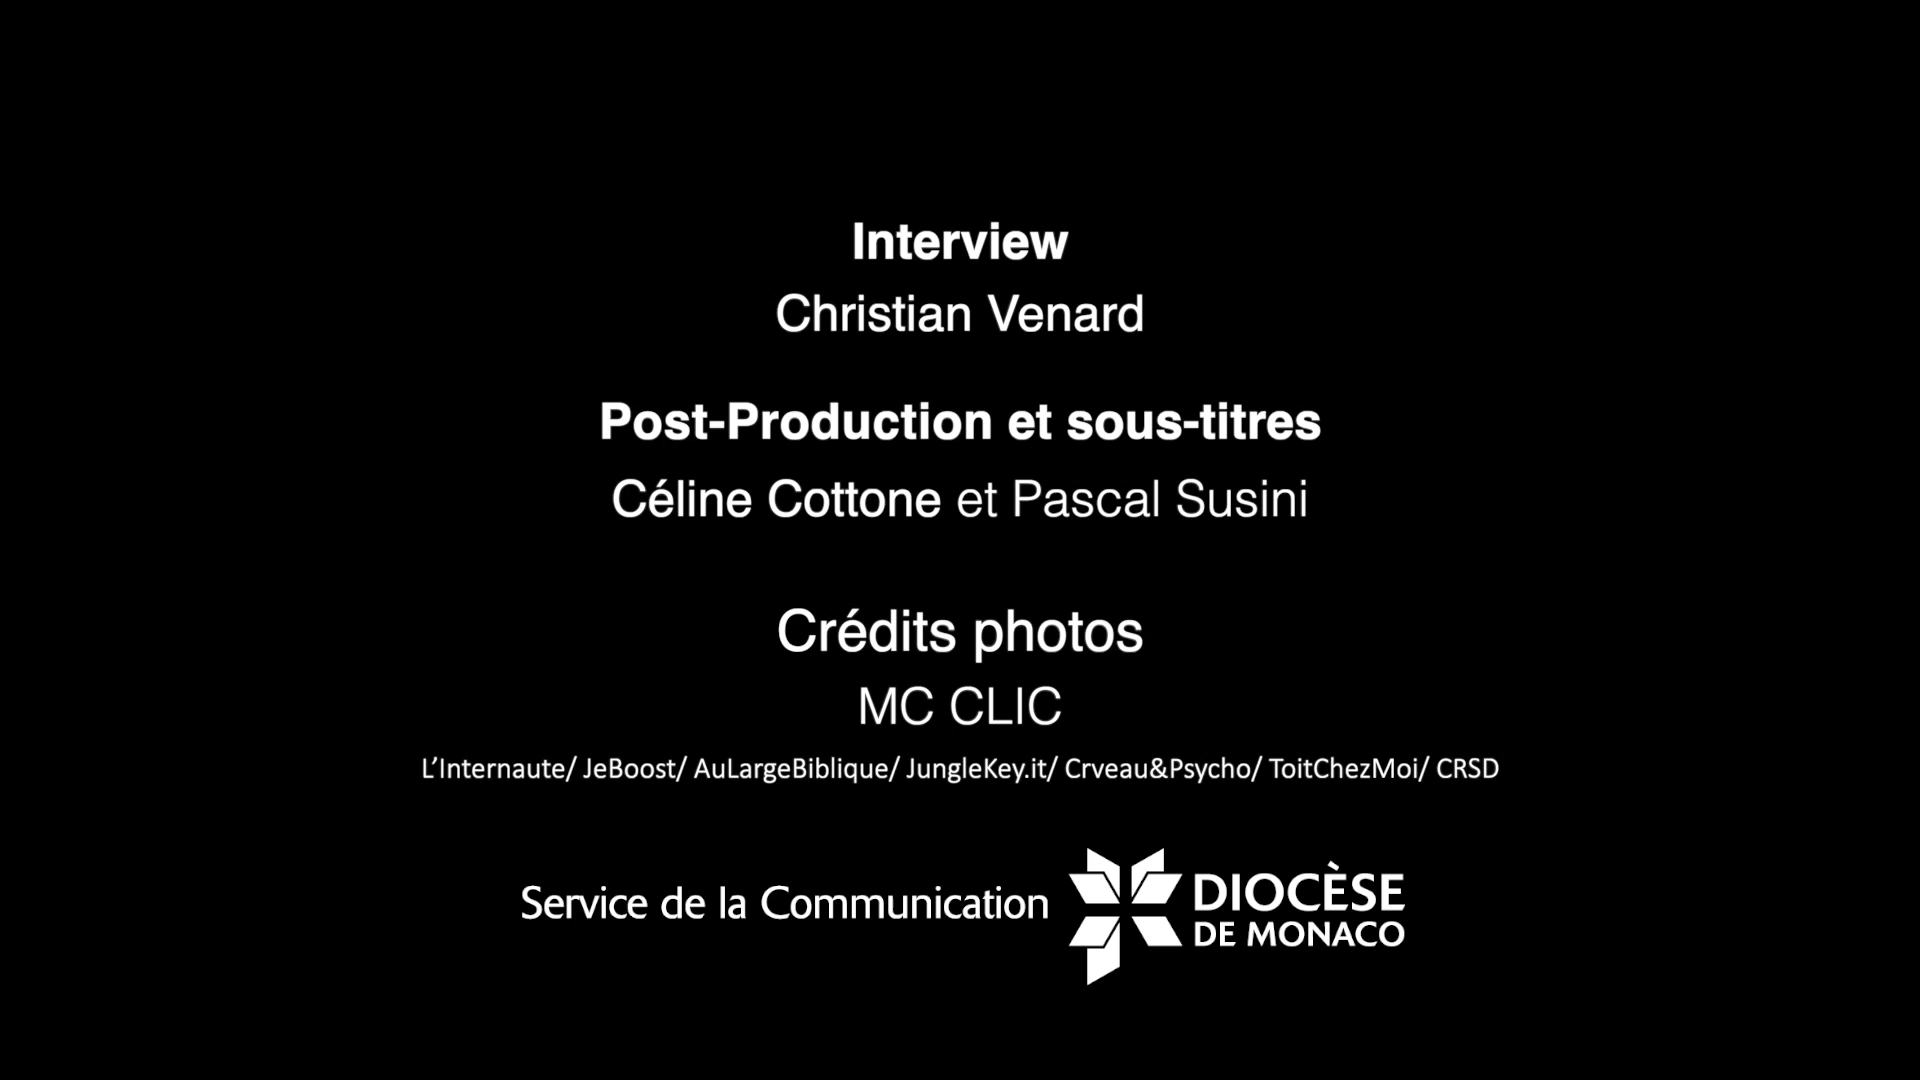 Interview
Christian Venard
Post-Production et sous-titres
Céline Cottone et Pascal Susini
Crédits photos
MC CLIC
L’Internaute/ JeBoost/ AuLargeBiblique/ JungleKey.it/ Crveau&Psycho/ ToitChezMoi/ CRSD
Service de la Communication
DIOCÈSE
DE MONACO